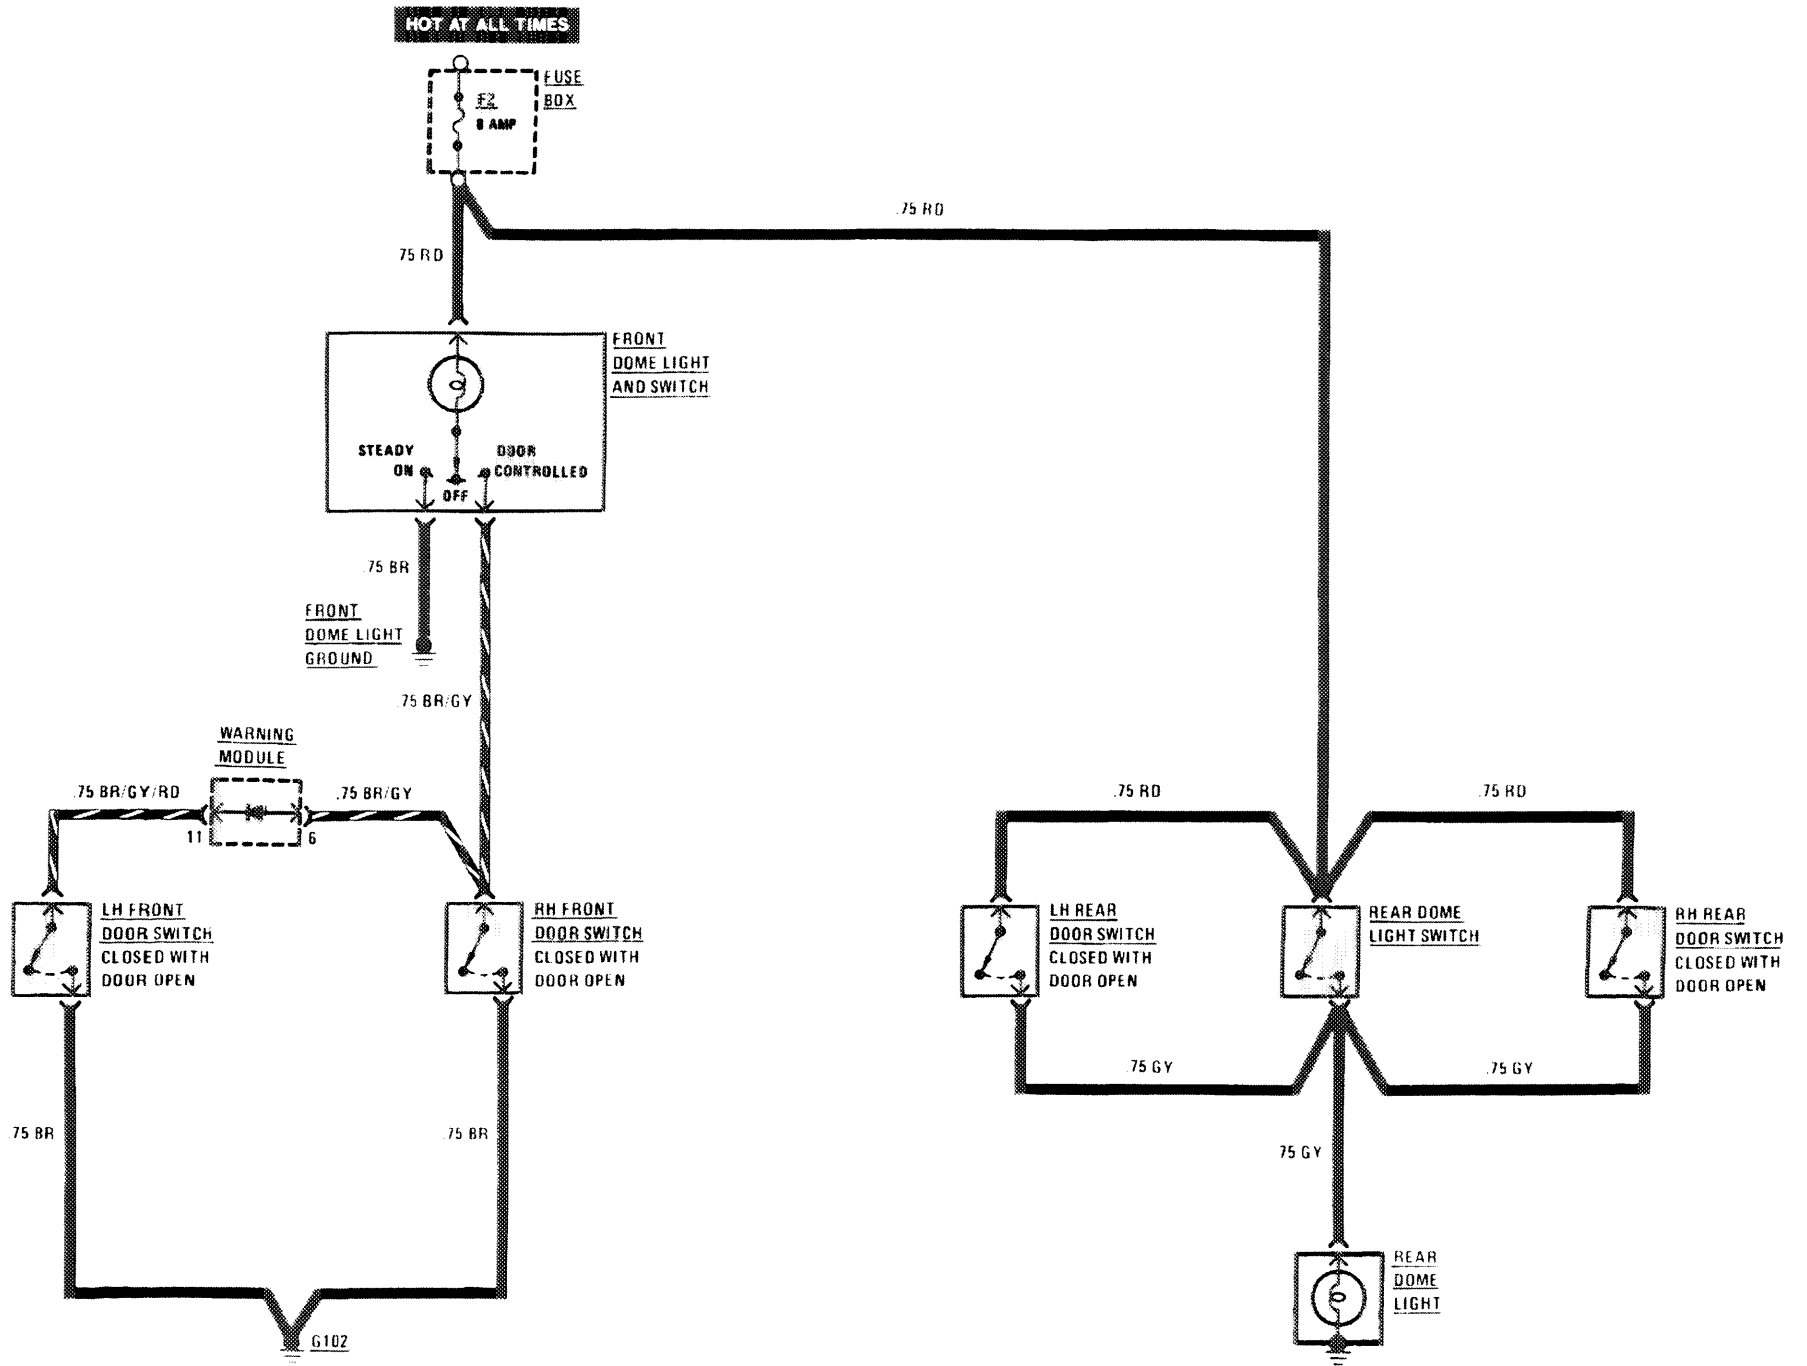 HOT AT ALL TIMES
FUSE
BOX
F2
8 AMP
.75 RD
75 RD
FRONT
DOME LIGHT
AND SWITCH
STEADY
ON
DOOR
CONTROLLED
OFF
.75 BR
FRONT
DOME LIGHT
GROUND
.75 BR/GY
WARNING
MODULE
.75 BR/GY/RD
.75 BR/GY
11
6
.75 RD
.75 RD
LH FRONT
DOOR SWITCH
CLOSED WITH
DOOR OPEN
RH FRONT
DOOR SWITCH
CLOSED WITH
DOOR OPEN
LH REAR
DOOR SWITCH
CLOSED WITH
DOOR OPEN
REAR DOME
LIGHT SWITCH
RH REAR
DOOR SWITCH
CLOSED WITH
DOOR OPEN
.75 GY
.75 GY
.75 BR
.75 BR
75 GY
REAR
DOME
LIGHT
G102